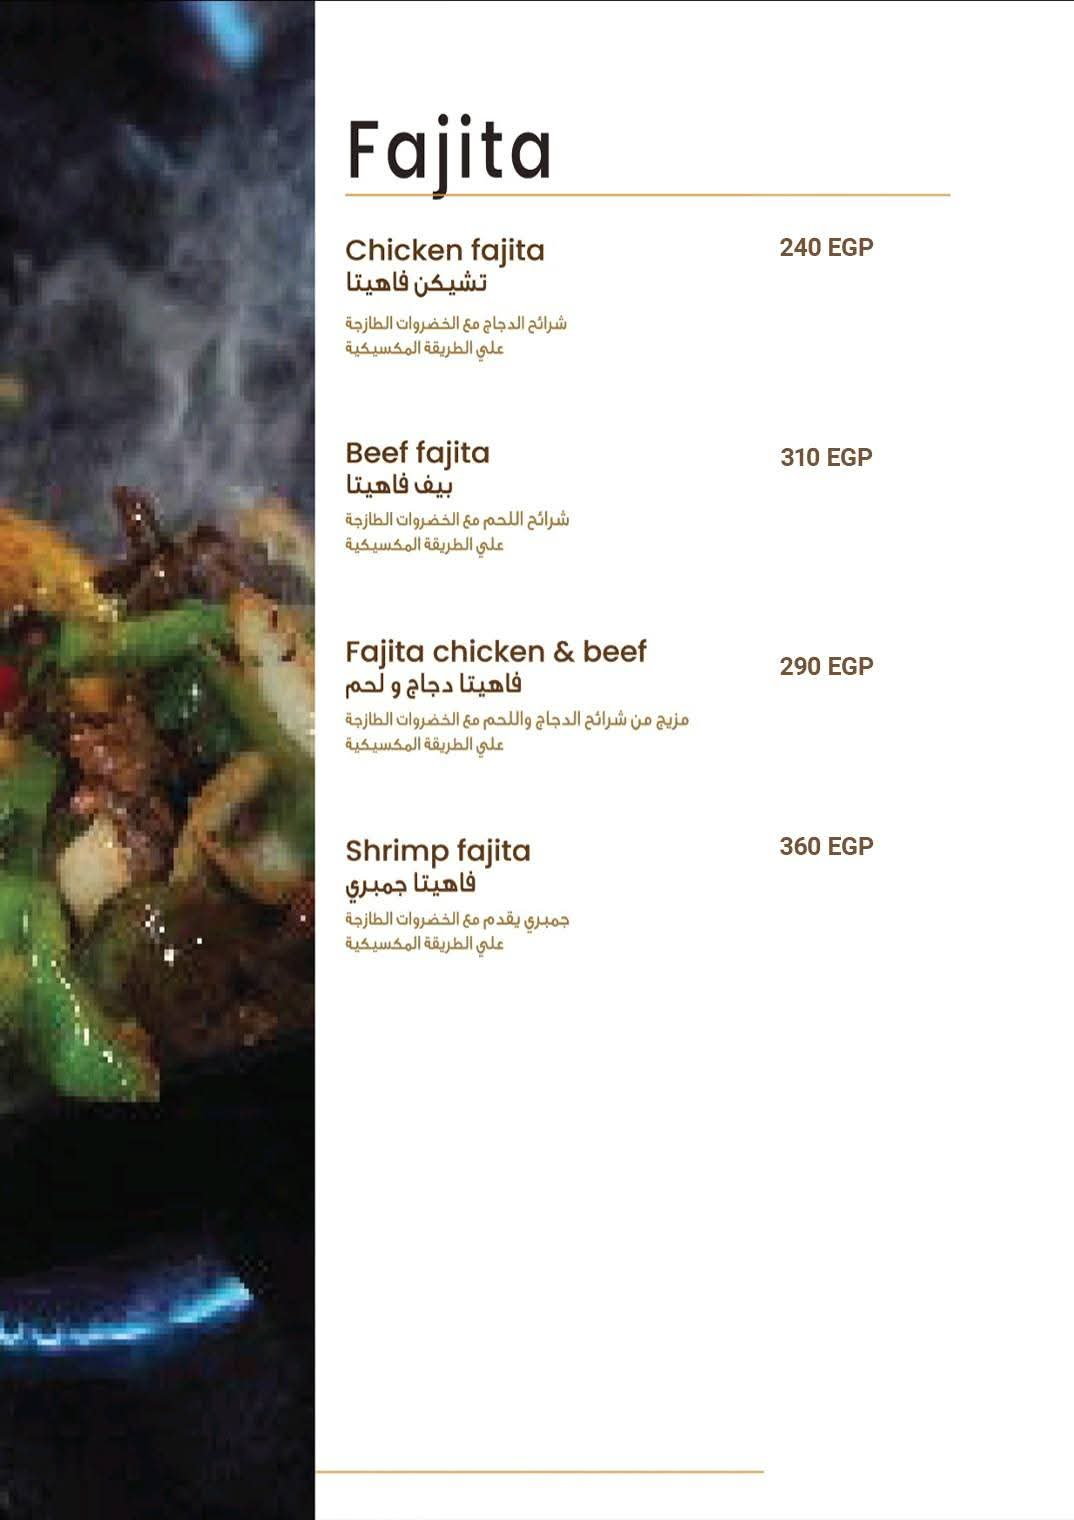 Fajita
Chicken fajita
240 EGP
تشيكن فاهيتا
شرائح الدجاج مع الخضروات الطازجة
علي الطريقة المكسيكية
Beef fajita
310 EGP
بيف فاهيتا
شرائح اللحم مع الخضروات الطازجة
علي الطريقة المكسيكية
Fajita chicken & beef
290 EGP
فاهيتا دجاج و لحم
مزيج من شرائح الدجاج واللحم مع الخضروات الطازجة
علي الطريقة المكسيكية
Shrimp fajita
360 EGP
فاهيتا جمبري
جمبري يقدم مع الخضروات الطازجة
علي الطريقة المكسيكية